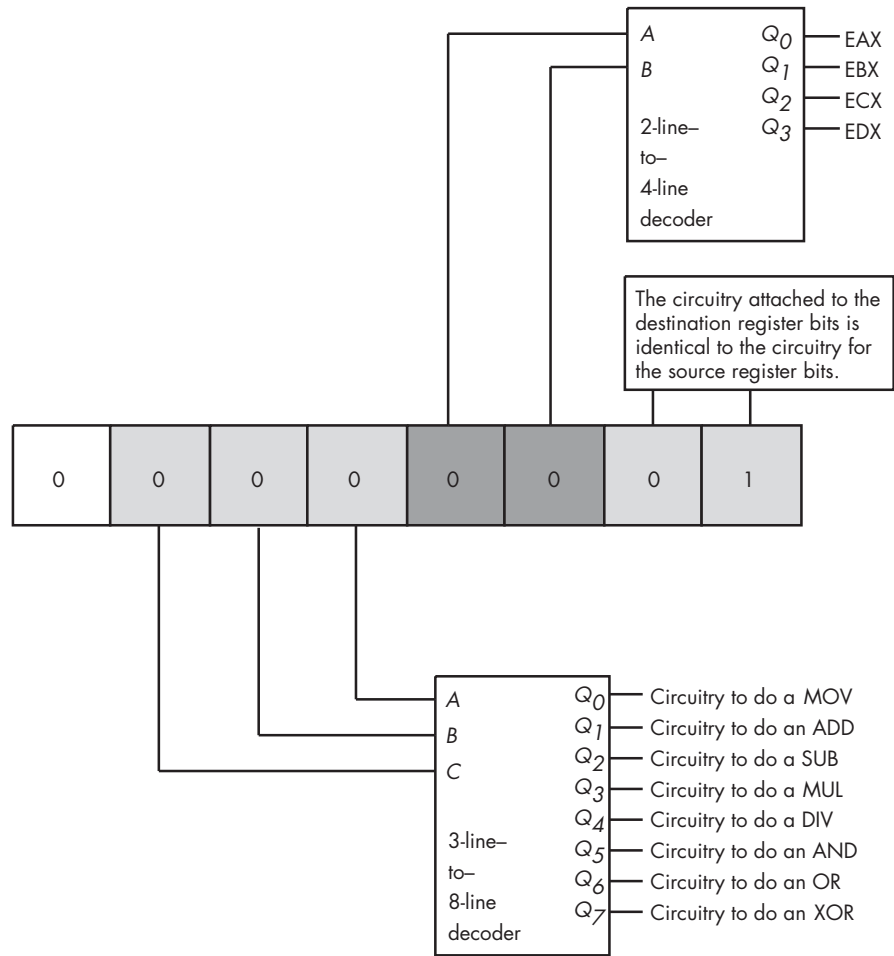 A Q0 EAX
B Q1 EBX
Q2 ECX
2-line– Q3 EDX
to–
4-line
decoder
The circuitry attached to the
destination register bits is
identical to the circuitry for
the source register bits.
0 0 0 0 0 0 0 1
A Q0 Circuitry to do a MOV
B Q1 Circuitry to do an ADD
C Q2 Circuitry to do a SUB
Q3 Circuitry to do a MUL
Q4 Circuitry to do a DIV
3-line– Q5 Circuitry to do an AND
to– Q6 Circuitry to do an OR
8-line Q7 Circuitry to do an XOR
decoder